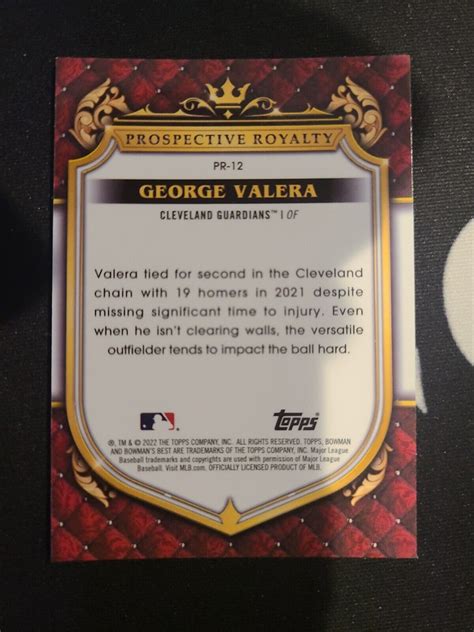 PROSPECTIVE ROYALTY
PR-12
GEORGE VALERA
CLEVELAND GUARDIANS™ | OF
Valera tied for second in the Cleveland
chain with 19 homers in 2021 despite
missing significant time to injury. Even
when he isn't clearing walls, the versatile
outfielder tends to impact the ball hard.
topps
®, TM & © 2022 THE TOPPS COMPANY, INC. ALL RIGHTS RESERVED. TOPPS, BOWMAN
AND BOWMAN'S BEST ARE TRADEMARKS OF THE TOPPS COMPANY, INC. Major League
Baseball trademarks and copyrights are used with permission of Major League
Baseball. Visit MLB.com. OFFICIALLY LICENSED PRODUCT OF MLB.